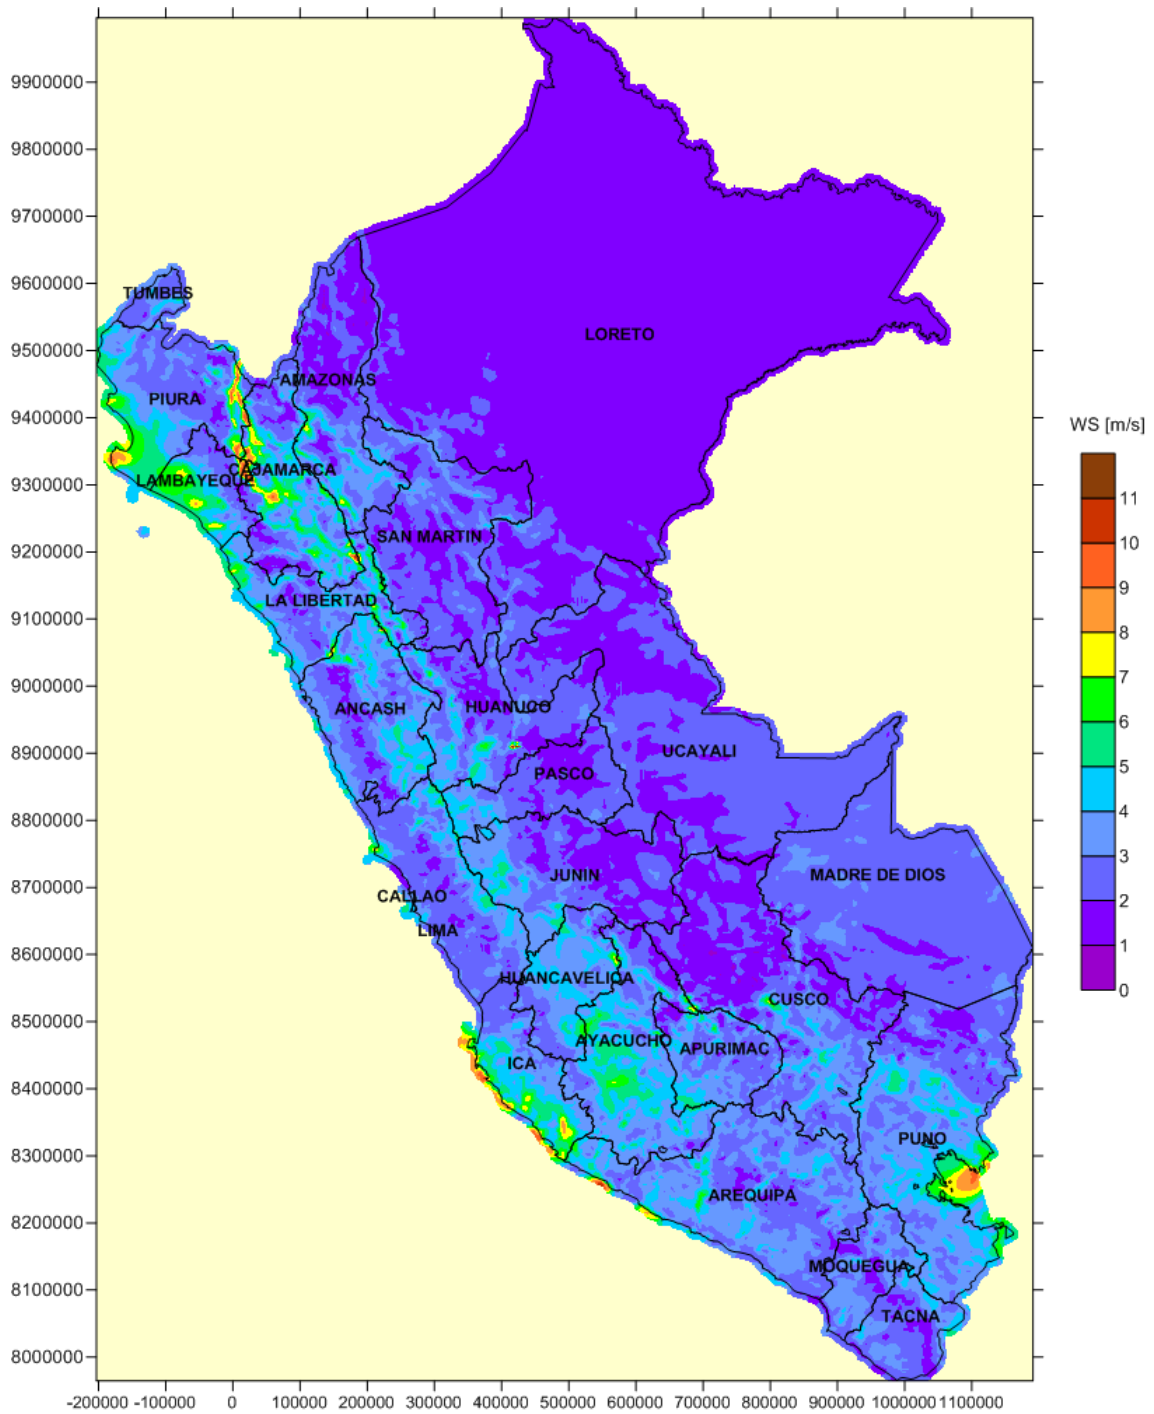 9900000
9800000
9700000
9600000
9500000
9400000
9300000
9200000
9100000
9000000
8900000
8800000
8700000
8600000
8500000
8400000
8300000
8200000
8100000
8000000
TUMBES
LORETO
AMAZONAS
PIURA
CAJAMARCA
LAMBAYEQUE
SAN MARTIN
LA LIBERTAD
ANCASH
HUANUCO
UCAYALI
PASCO
JUNIN
MADRE DE DIOS
CALLAO
LIMA
HUANCAVELICA
CUSCO
AYACUCHO
APURIMAC
ICA
PUNO
AREQUIPA
MOQUEGUA
TACNA
WS [m/s]
11
10
9
8
7
6
5
4
3
2
1
0
-200000 -100000 0 100000 200000 300000 400000 500000 600000 700000 800000 900000 1000000 1100000